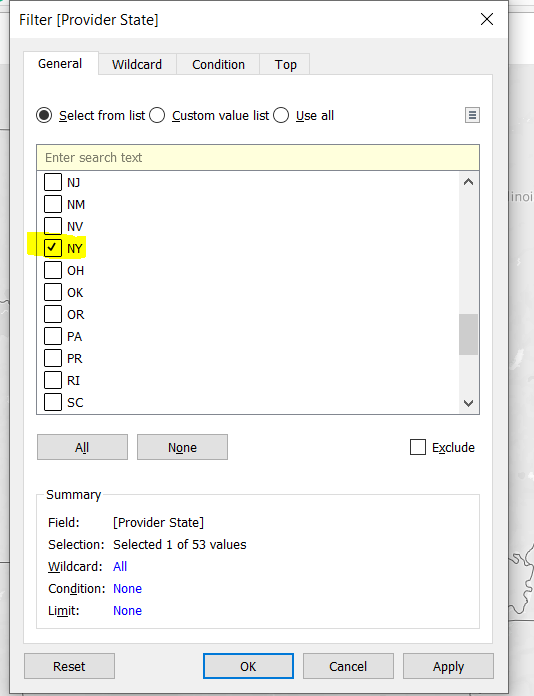 Filter [Provider State]
General Wildcard Condition Top
Select from list Custom value list Use all
Enter search text
NJ
NM
NV
NY
OH
OK
OR
PA
PR
RI
SC
All None Exclude
Summary
Field: [Provider State]
Selection: Selected 1 of 53 values
Wildcard: All
Condition: None
Limit: None
Reset OK Cancel Apply
linoi